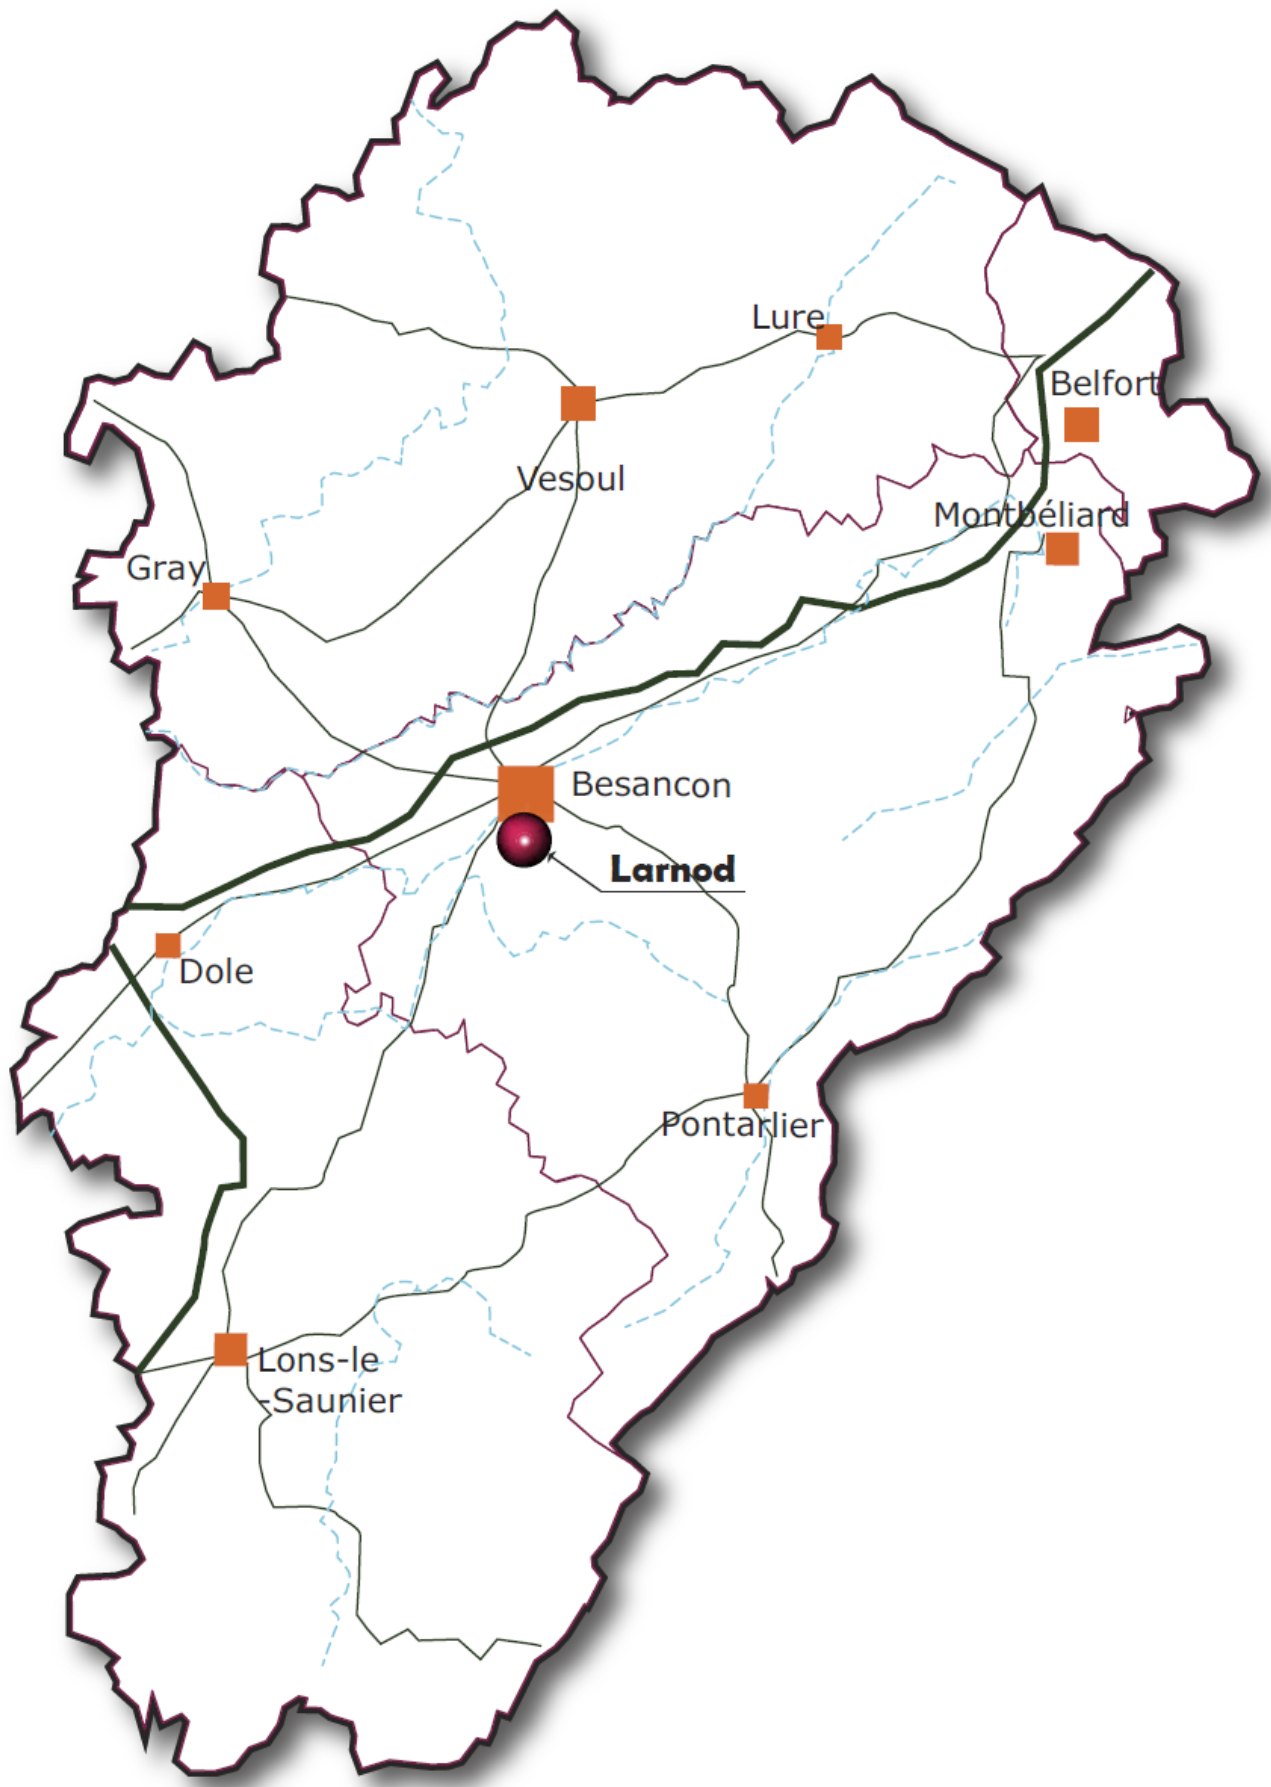 Lure
Belfort
Vesoul
Montbéliard
Gray
Besancon
Larnod
Dole
Pontarlier
Lons-le
-Saunier